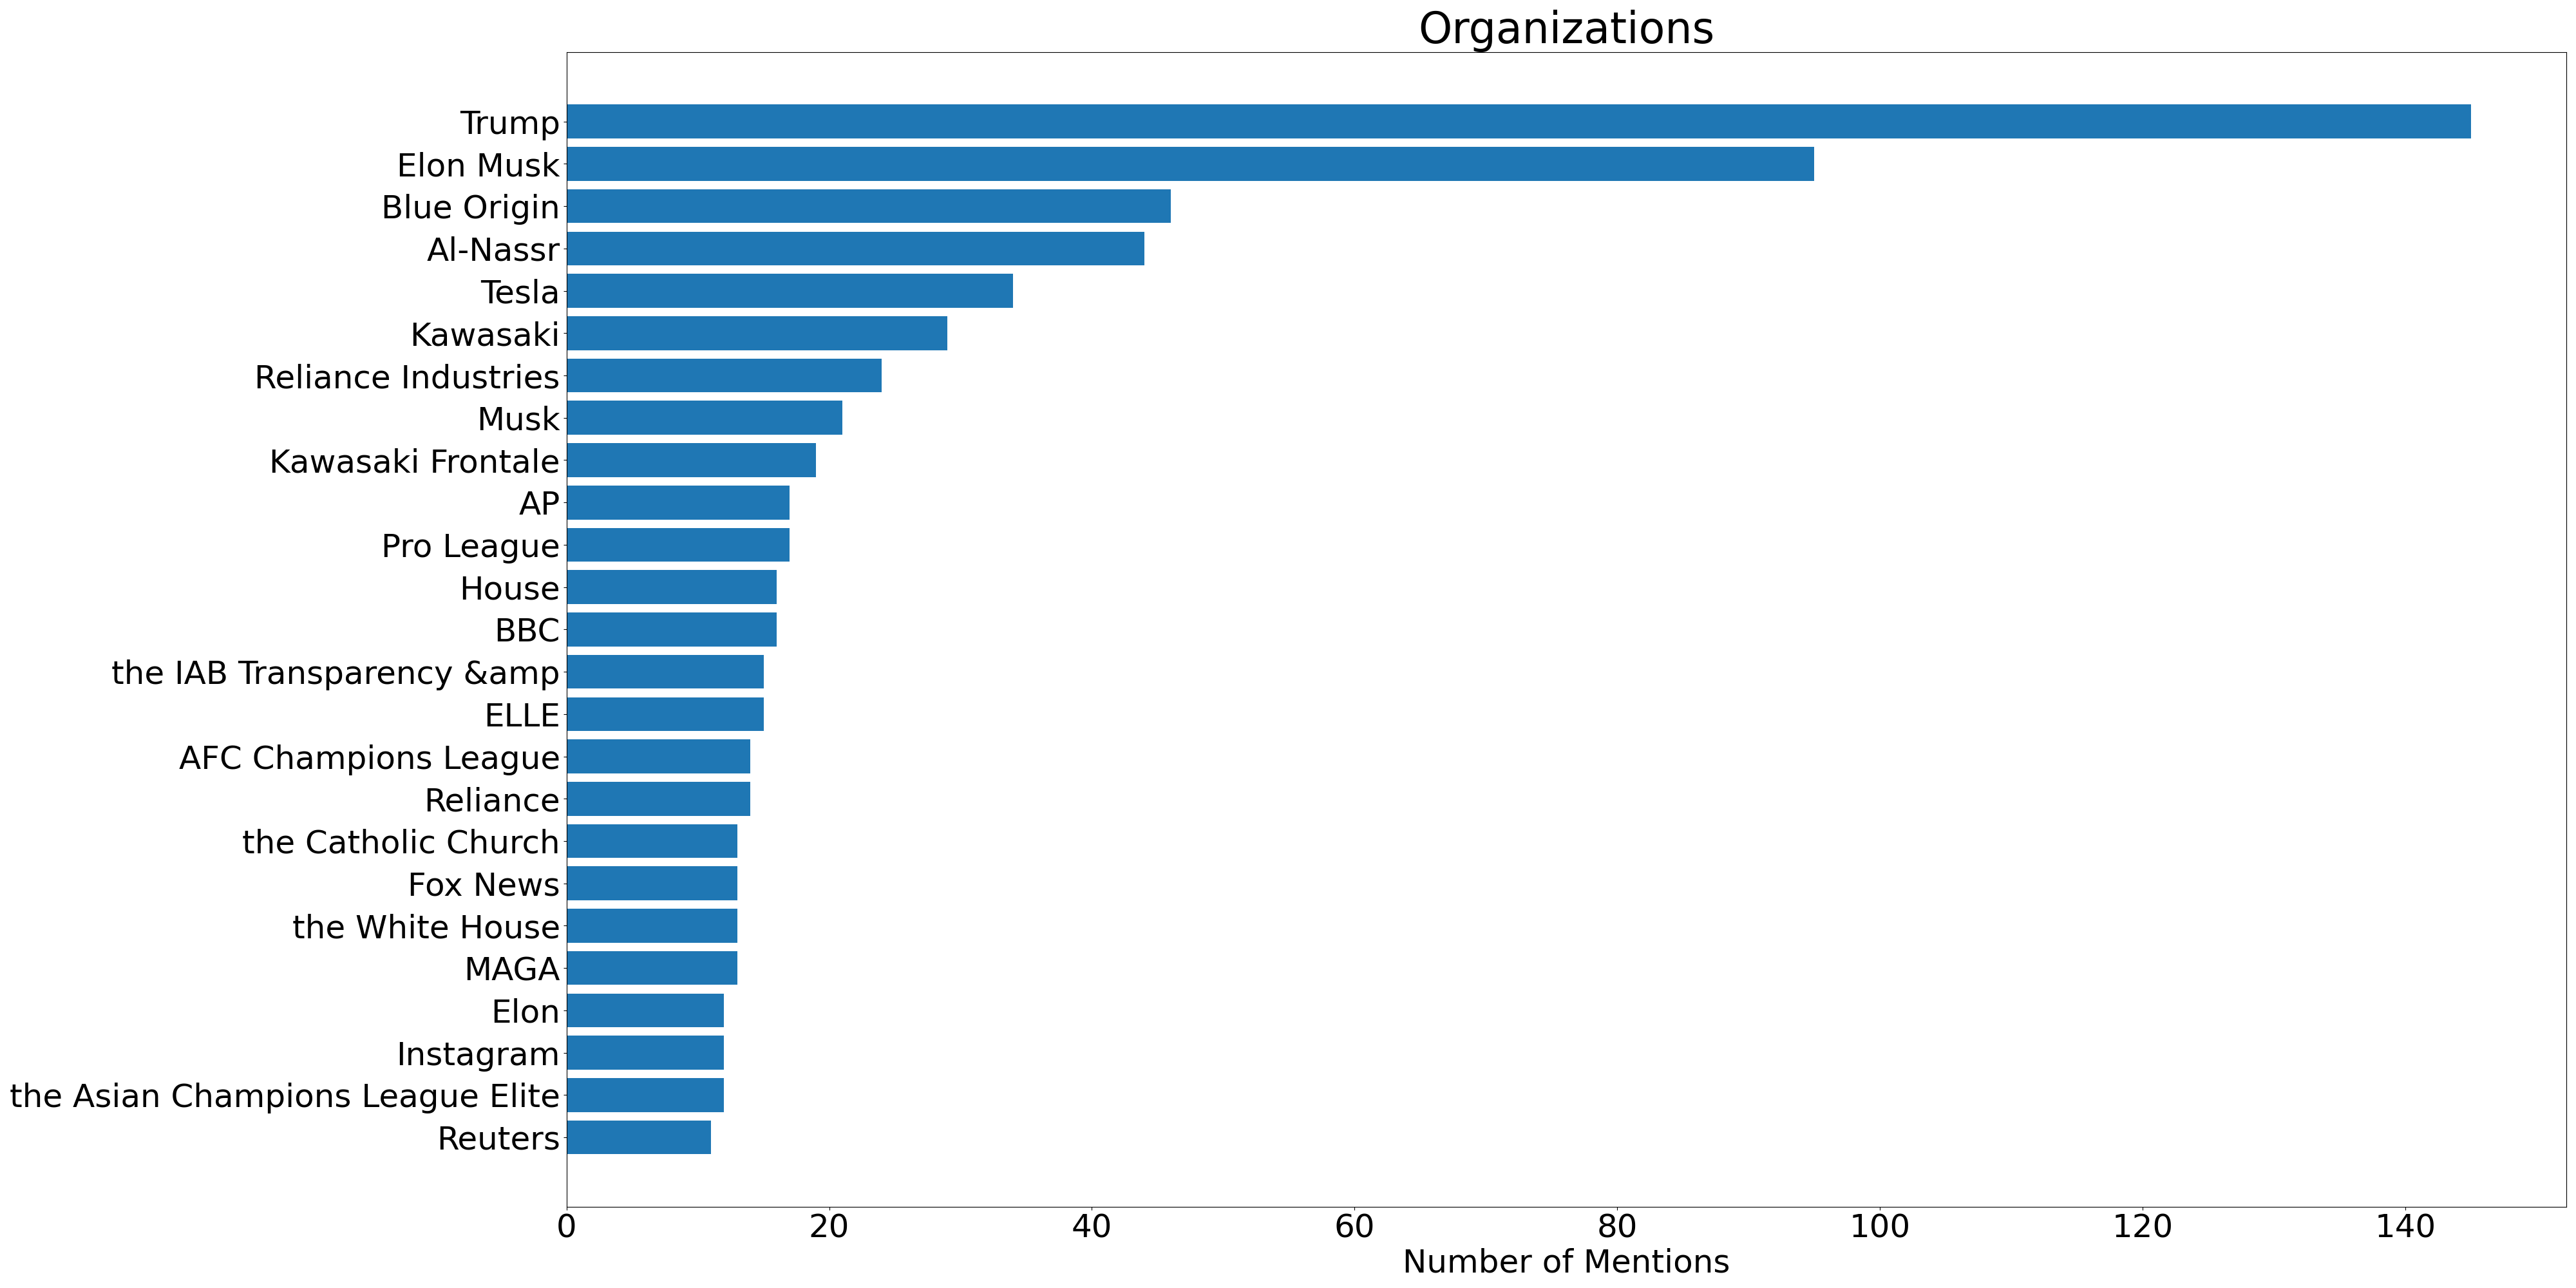 Organizations
Trump
Elon Musk
Blue Origin
Al-Nassr
Tesla
Kawasaki
Reliance Industries
Musk
Kawasaki Frontale
AP
Pro League
House
BBC
the IAB Transparency &amp
ELLE
AFC Champions League
Reliance
the Catholic Church
Fox News
the White House
MAGA
Elon
Instagram
the Asian Champions League Elite
Reuters
0 20 40 60 80 100 120 140
Number of Mentions